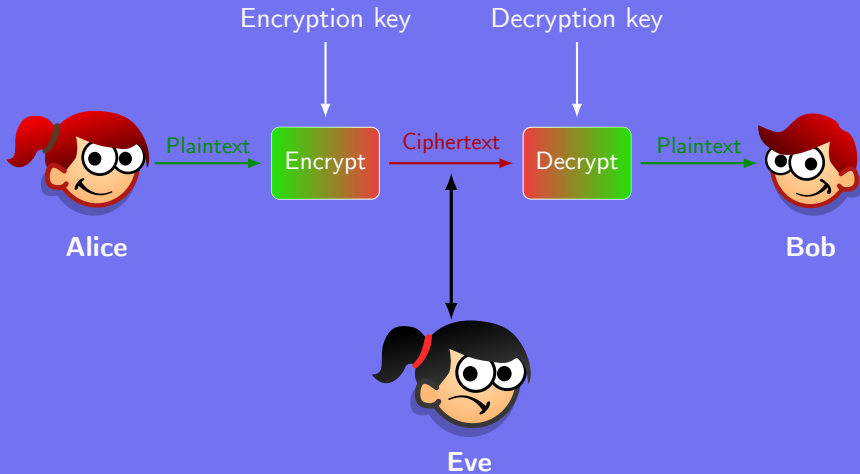 Encryption key
Decryption key
Plaintext
Encrypt
Ciphertext
Decrypt
Plaintext
Alice
Bob
Eve